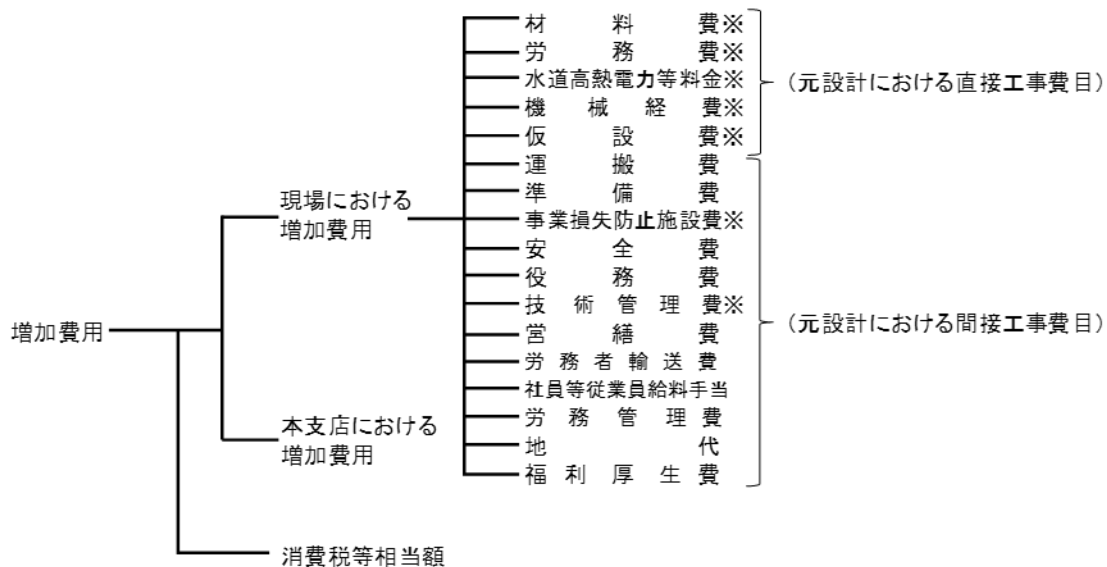 材料費※
労務費※
水道高熱電力等料金※
機械経費※
仮設費※
(元設計における直接工事費目)
運搬費
準備費
事業損失防止施設費※
安全費
役務費
技術管理費※
営繕費
労務者輸送費
社員等従業員給料手当
労務管理費
地代
福利厚生費
(元設計における間接工事費目)
現場における
増加費用
増加費用
本支店における
増加費用
消費税等相当額